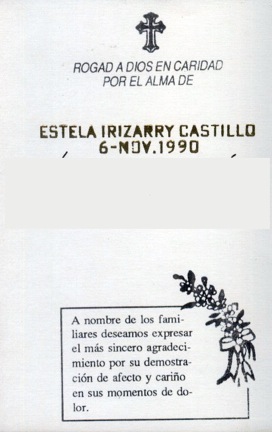 ROGAD A DIOS EN CARIDAD
POR EL ALMA DE
ESTELA IRIZARRY CASTILLO
6-NOV.1990
A nombre de los fami-
liares deseamos expresar
el más sincero agradeci-
miento por su demostra-
ción de afecto y cariño
en sus momentos de do-
lor.